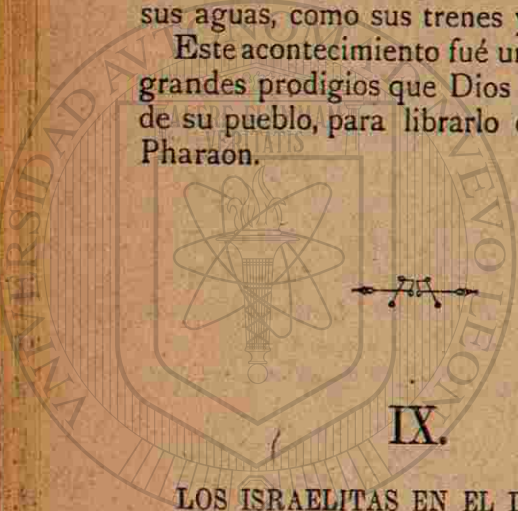 sus aguas, como sus trenes y
Este acontecimiento fué un
grandes prodigios que Dios
de su pueblo, para librarlo
Pharaon.
IX.
LOS ISRAELITAS EN EL